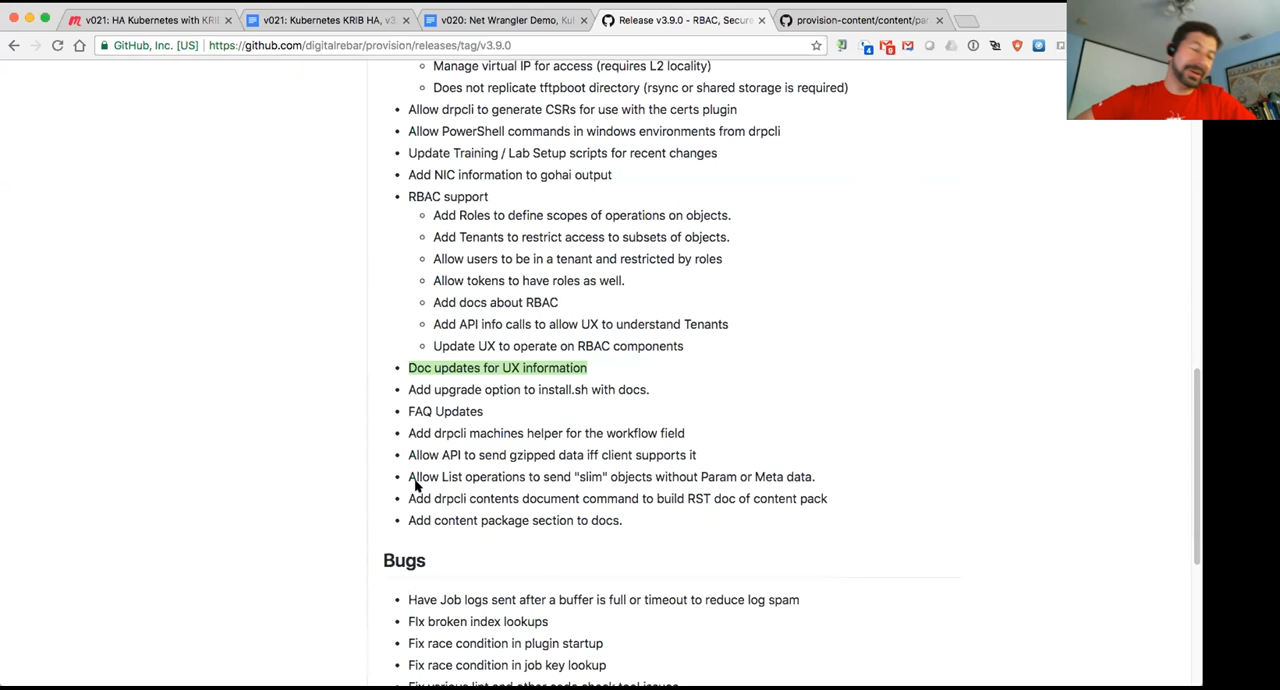 v021: HA Kubernetes with KRI
v021: Kubernetes KRIB HA, v3
v020: Net Wrangler Demo, Ku
Release v3.9.0 - RBAC, Secure
provision-content/content/par
GitHub, Inc. [US] | https://github.com/digitalrebar/provision/releases/tag/v3.9.0
Manage virtual IP for access (requires L2 locality)
Does not replicate tftpboot directory (rsync or shared storage is required)
Allow drpcli to generate CSRs for use with the certs plugin
Allow PowerShell commands in windows environments from drpcli
Update Training / Lab Setup scripts for recent changes
Add NIC information to gohai output
RBAC support
Add Roles to define scopes of operations on objects.
Add Tenants to restrict access to subsets of objects.
Allow users to be in a tenant and restricted by roles
Allow tokens to have roles as well.
Add docs about RBAC
Add API info calls to allow UX to understand Tenants
Update UX to operate on RBAC components
Doc updates for UX information
Add upgrade option to install.sh with docs.
FAQ Updates
Add drpcli machines helper for the workflow field
Allow API to send gzipped data iff client supports it
Allow List operations to send "slim" objects without Param or Meta data.
Add drpcli contents document command to build RST doc of content pack
Add content package section to docs.
Bugs
Have Job logs sent after a buffer is full or timeout to reduce log spam
FIx broken index lookups
Fix race condition in plugin startup
Fix race condition in job key lookup
Fix various lint and other code check tool issues